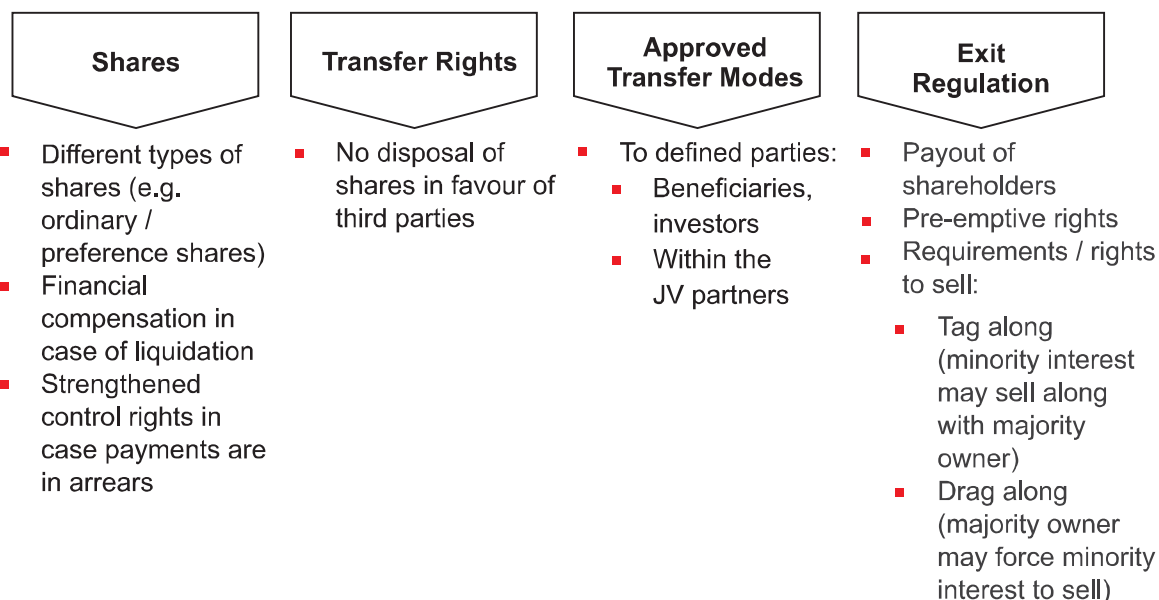 Shares
Different types of
shares (e.g.
ordinary /
preference shares)
Financial
compensation in
case of liquidation
Strengthened
control rights in
case payments are
in arrears
Transfer Rights
No disposal of
shares in favour of
third parties
Approved
Transfer Modes
To defined parties:
Beneficiaries,
investors
Within the
JV partners
Exit
Regulation
Payout of
shareholders
Pre-emptive rights
Requirements / rights
to sell:
Tag along
(minority interest
may sell along
with majority
owner)
Drag along
(majority owner
may force minority
interest to sell)